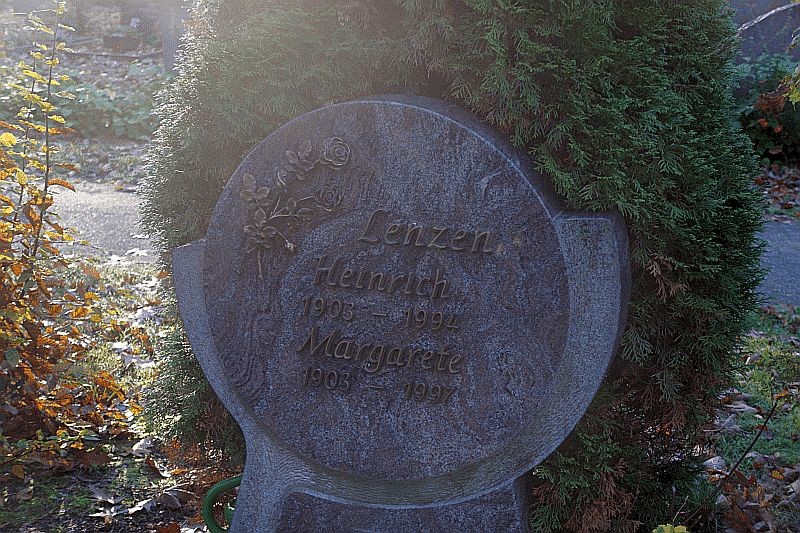 Lenzen
Heinrich
1903 – 1994
Margarete
1903 – 1997